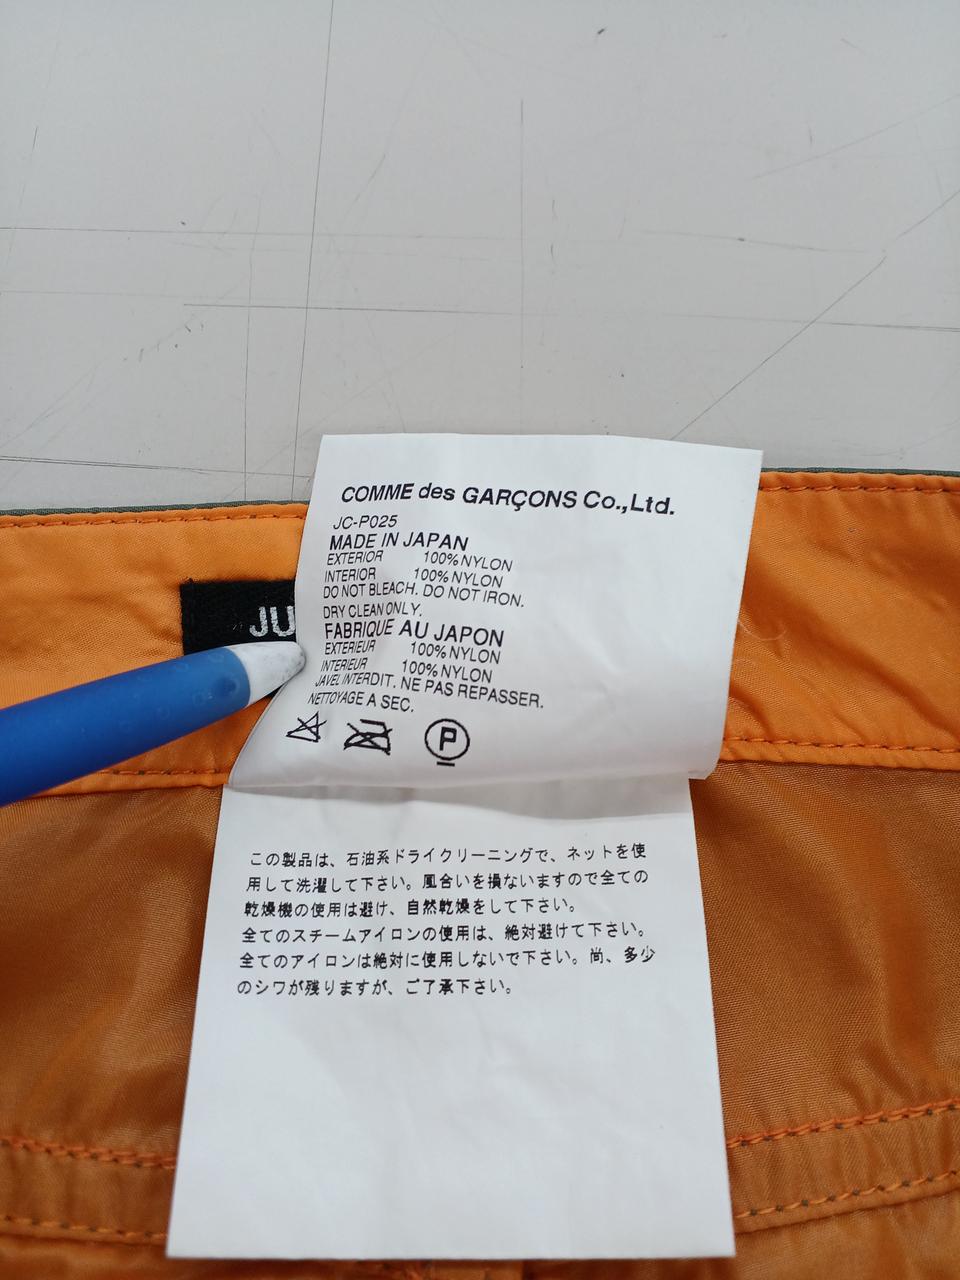 COMME des GARÇONS Co.,Ltd.
JC-P025
MADE IN JAPAN
EXTERIOR 100% NYLON
INTERIOR 100% NYLON
DO NOT BLEACH. DO NOT IRON.
DRY CLEAN ONLY.
FABRIQUE AU JAPON
EXTERIEUR 100% NYLON
INTERIEUR 100% NYLON
JAVEL INTERDIT. NE PAS REPASSER.
NETTOYAGE A SEC.
P
JU
この製品は、石油系ドライクリーニングで、ネットを使
用して洗濯して下さい。風合いを損ないますので全ての
乾燥機の使用は避け、自然乾燥をして下さい。
全てのスチームアイロンの使用は、絶対避けて下さい。
全てのアイロンは絶対に使用しないで下さい。尚、多少
のシワが残りますが、ご了承下さい。